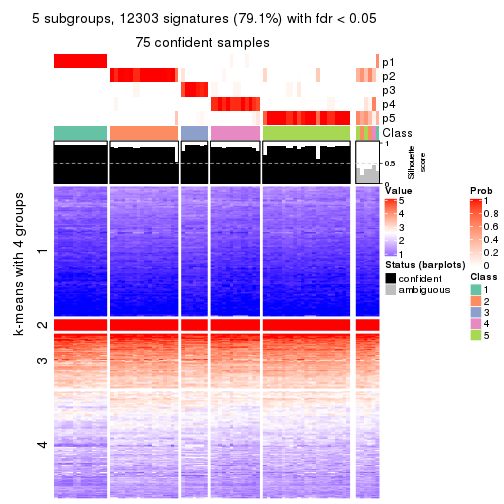 5 subgroups, 12303 signatures (79.1%) with fdr < 0.05
75 confident samples
p1
p2
p3
p4
p5
Class
1
0.5
0
Silhouette
score
k-means with 4 groups
1
2
3
4
Value
5
4
3
2
1
Status (barplots)
confident
ambiguous
Prob
1
0.8
0.6
0.4
0.2
0
Class
1
2
3
4
5